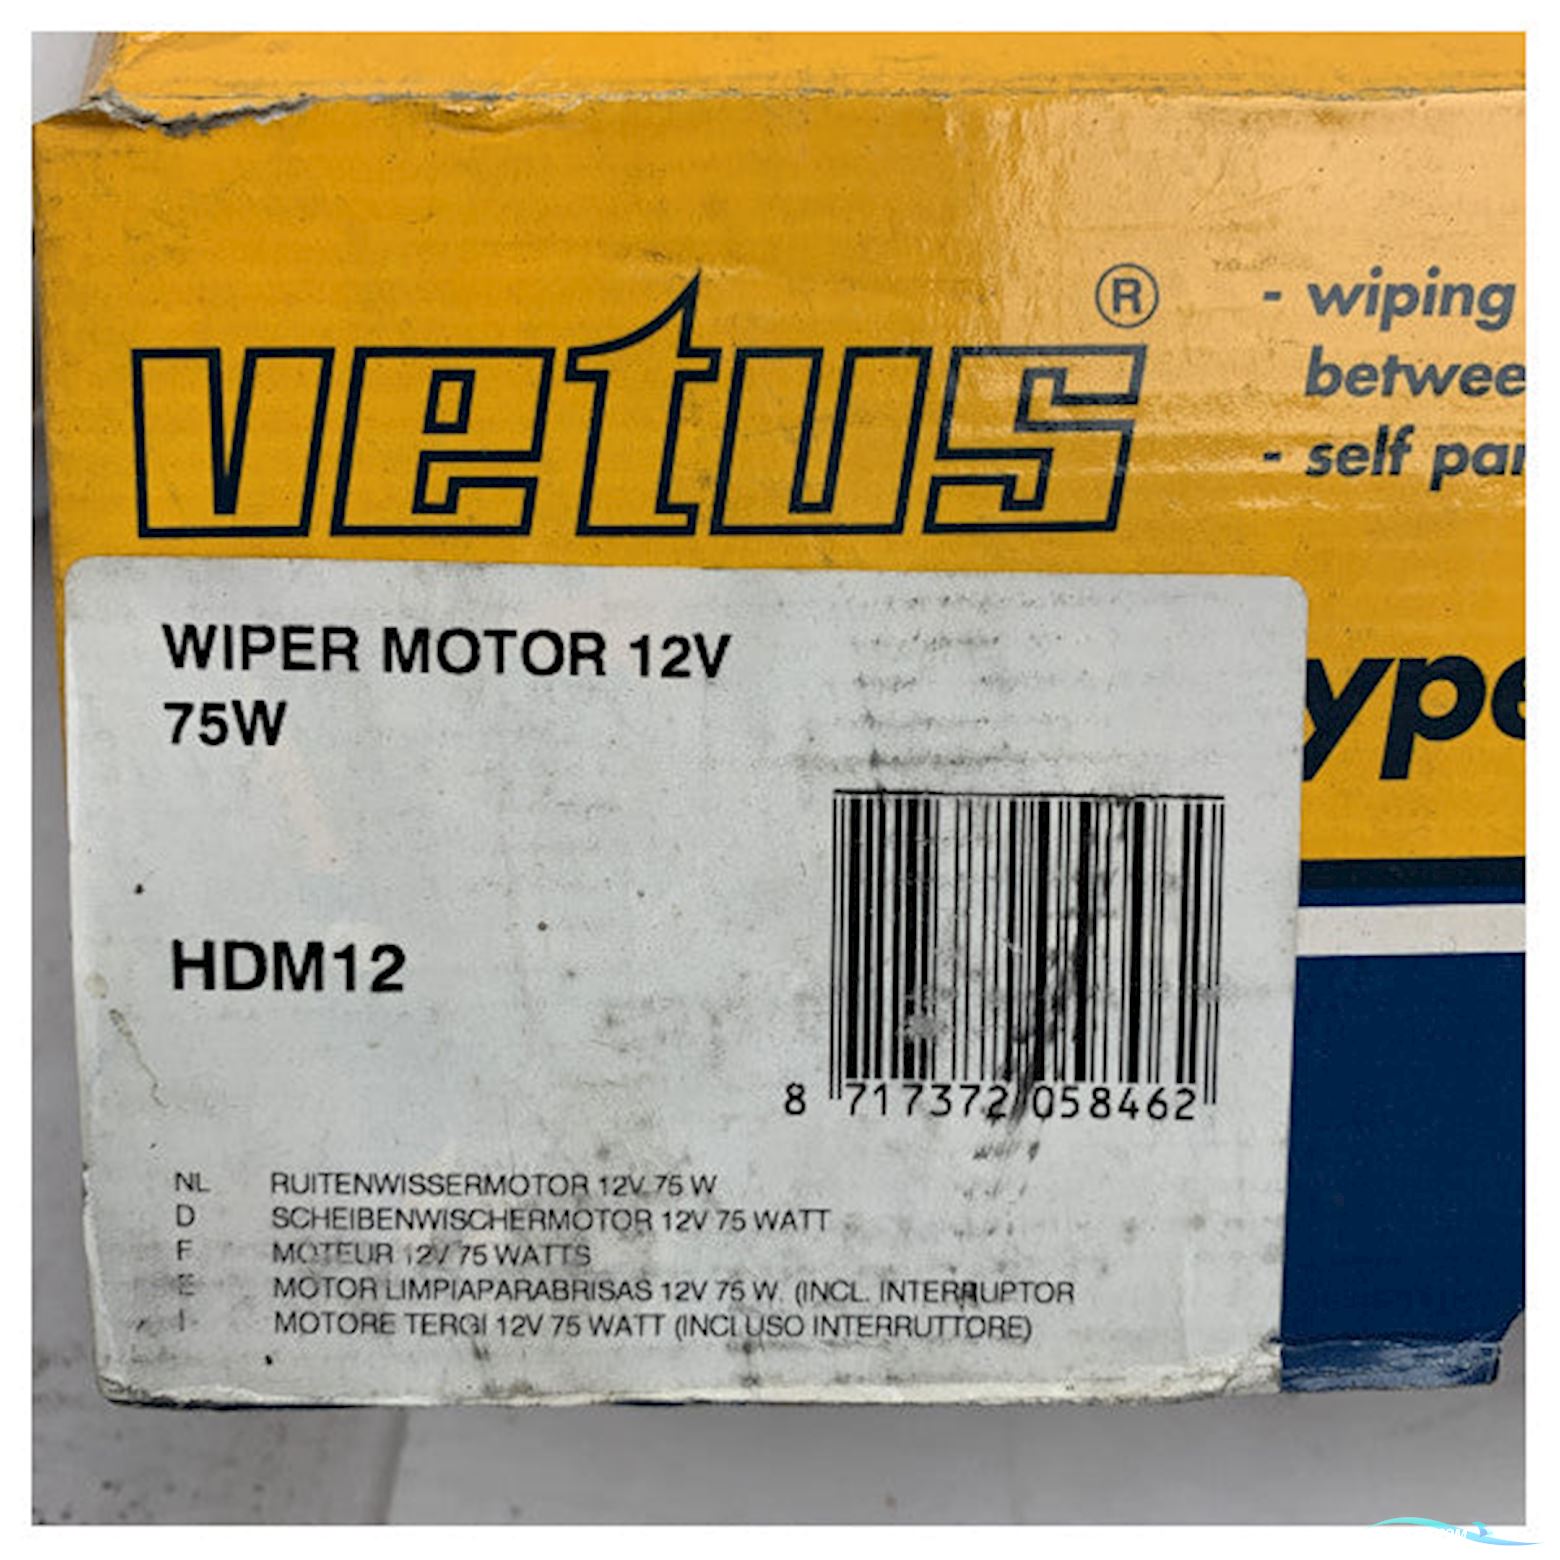 vetus®
- wiping
betwee
- self par
ype
WIPER MOTOR 12V
75W
HDM12
8 717372 058462
NL RUITENWISSERMOTOR 12V 75 W
D SCHEIBENWISCHERMOTOR 12V 75 WATT
F MOTEUR 12V 75 WATTS
E MOTOR LIMPIAPARABRISAS 12V 75 W. (INCL. INTERRUPTOR
I MOTORE TERGI 12V 75 WATT (INCLUSO INTERRUTTORE)